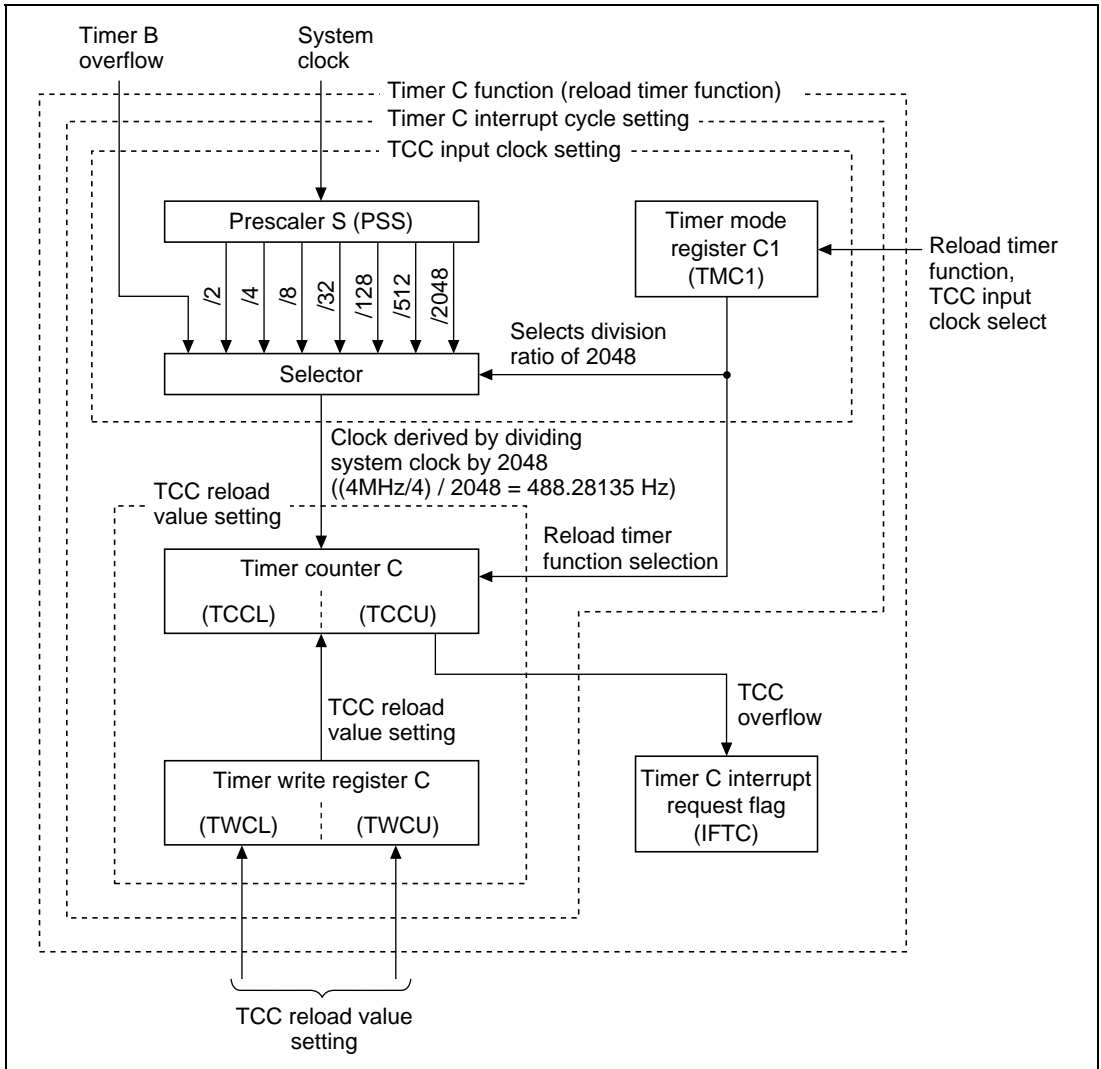 Timer B
overflow
System
clock
Timer C function (reload timer function)
Timer C interrupt cycle setting
TCC input clock setting
Prescaler S (PSS)
Timer mode
register C1
(TMC1)
Reload timer
function,
TCC input
clock select
/2
/4
/8
/32
/128
/512
/2048
Selects division
ratio of 2048
Selector
Clock derived by dividing
system clock by 2048
((4MHz/4) / 2048 = 488.28135 Hz)
TCC reload
value setting
Reload timer
function selection
Timer counter C
(TCCL)
(TCCU)
TCC reload
value setting
TCC
overflow
Timer write register C
(TWCL)
(TWCU)
Timer C interrupt
request flag
(IFTC)
TCC reload value
setting